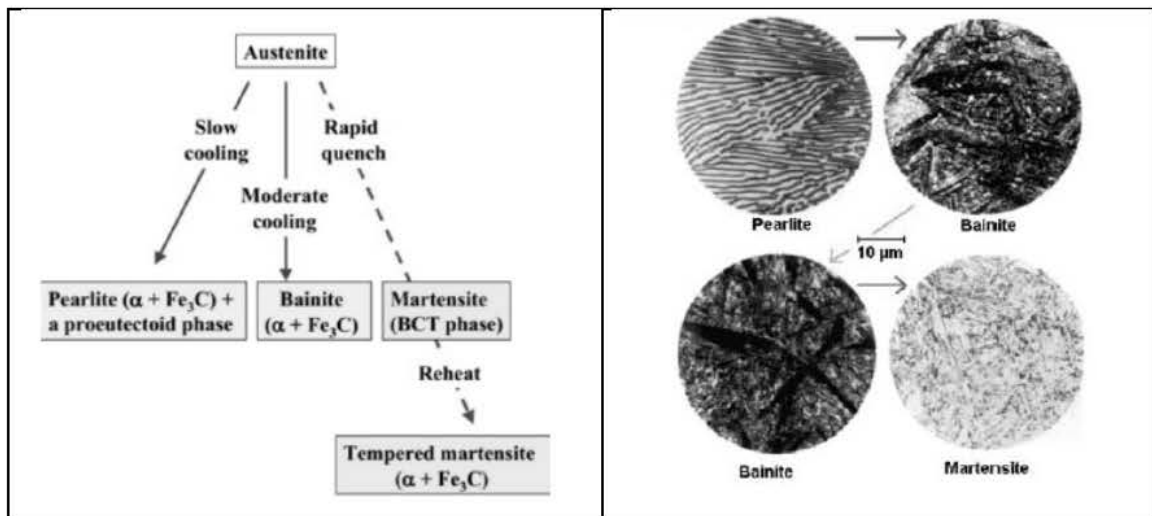 Austenite
Slow
cooling
Rapid
quench
Moderate
cooling
Pearlite (α + Fe₃C) +
a proeutectoid phase
Bainite
(α + Fe₃C)
Martensite
(BCT phase)
Reheat
Tempered martensite
(α + Fe₃C)
Pearlite
Bainite
10 µm
Bainite
Martensite